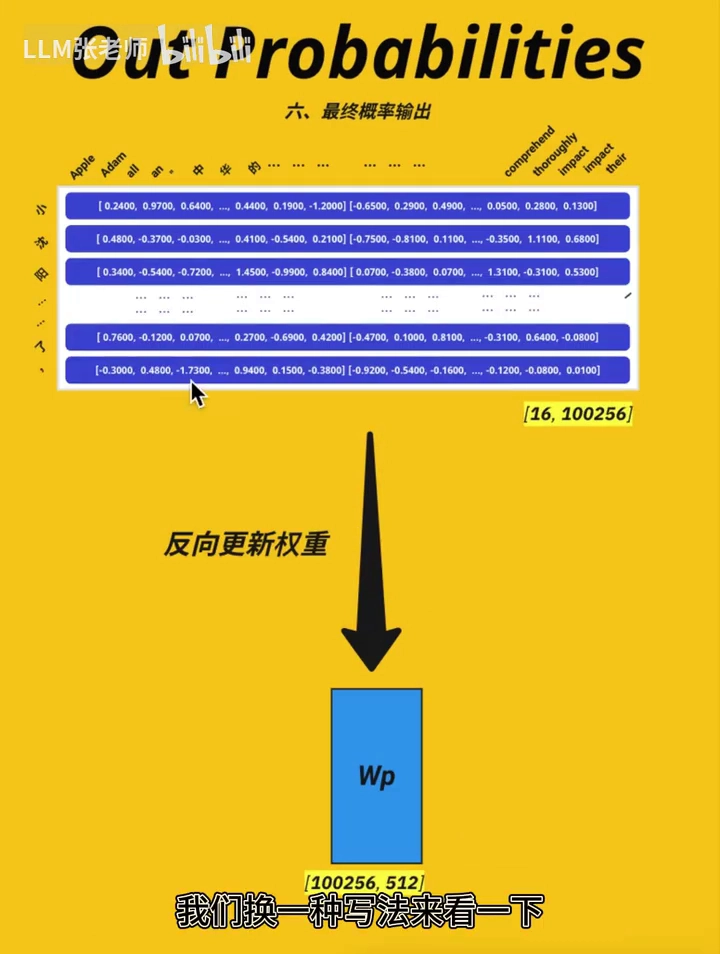 Out Probabilities
LLM张老师 bilibili
六、最终概率输出
Apple Adam all an 。 中 华 的 ... ... ... ... ... ... comprehend thoroughly impact impact their
小 [ 0.2400, 0.9700, 0.6400, ..., 0.4400, 0.1900, -1.2000] [-0.6500, 0.2900, 0.4900, ..., 0.0500, 0.2800, 0.1300]
沈 [ 0.4800, -0.3700, -0.0300, ..., 0.4100, -0.5400, 0.2100] [-0.7500, -0.8100, 0.1100, ..., -0.3500, 1.1100, 0.6800]
阳 [ 0.3400, -0.5400, -0.7200, ..., 1.4500, -0.9900, 0.8400] [ 0.0700, -0.3800, 0.0700, ..., 1.3100, -0.3100, 0.5300]
... ... ... ... ... ... ... ... ... ... ... ... ...
... ... ... ... ... ... ... ... ... ... ... ... ...
了 [ 0.7600, -0.1200, 0.0700, ..., 0.2700, -0.6900, 0.4200] [-0.4700, 0.1000, 0.8100, ..., -0.3100, 0.6400, -0.0800]
， [-0.3000, 0.4800, -1.7300, ..., 0.9400, 0.1500, -0.3800] [-0.9200, -0.5400, -0.1600, ..., -0.1200, -0.0800, 0.0100]
[16, 100256]
反向更新权重
Wp
[100256, 512]
我们换一种写法来看一下